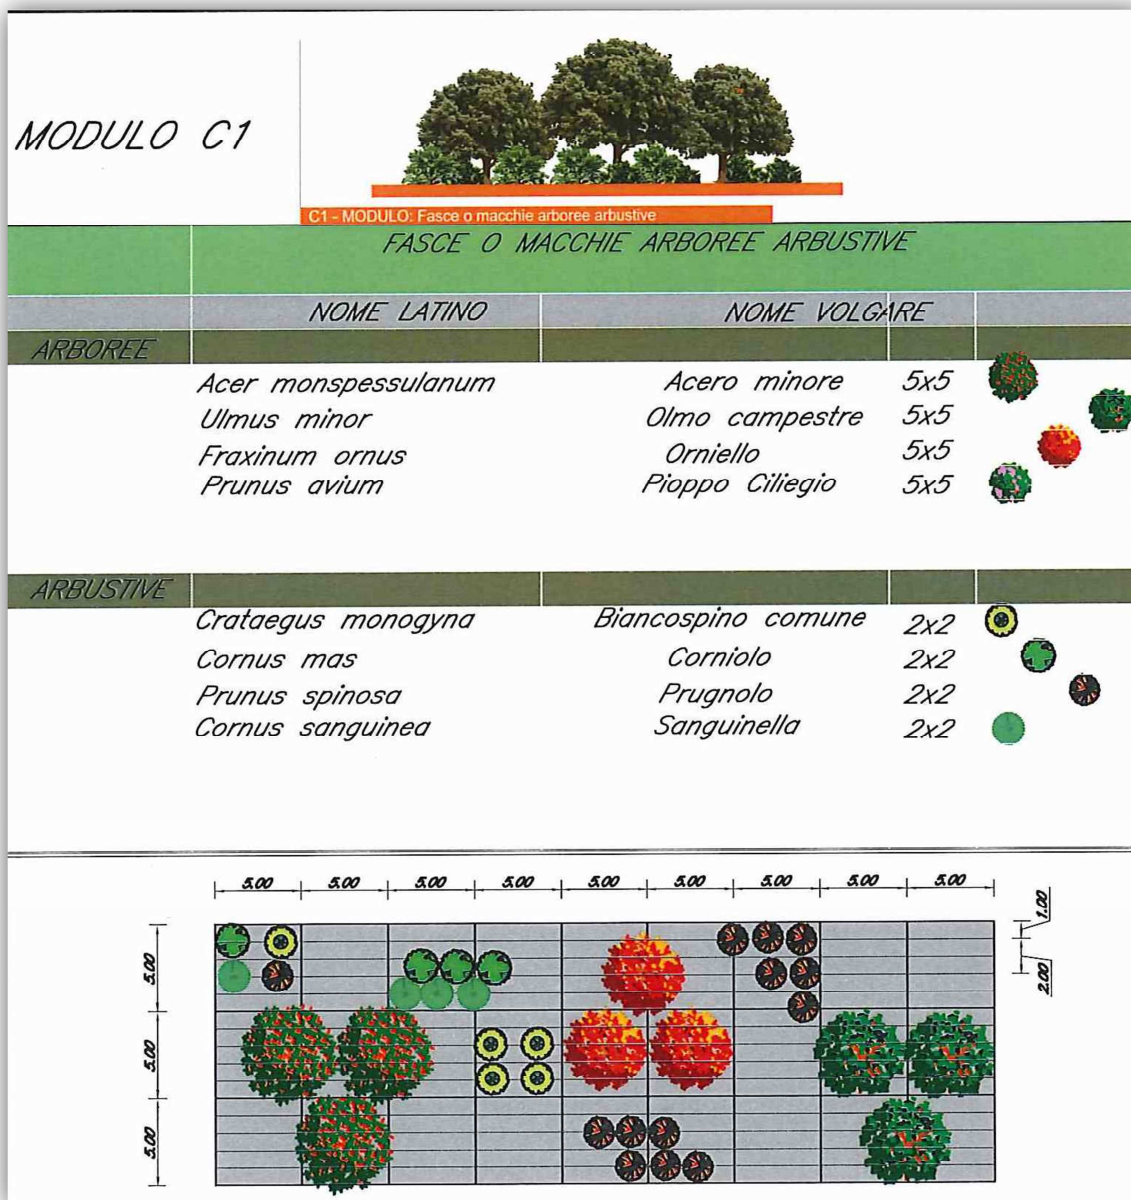 MODULO C1
C1 - MODULO: Fasce o macchie arboree arbustive
FASCE O MACCHIE ARBOREE ARBUSTIVE
NOME LATINO NOME VOLGARE
ARBOREE
Acer monspessulanum Acero minore 5x5
Ulmus minor Olmo campestre 5x5
Fraxinum ornus Orniello 5x5
Prunus avium Pioppo Ciliegio 5x5
ARBUSTIVE
Crataegus monogyna Biancospino comune 2x2
Cornus mas Corniolo 2x2
Prunus spinosa Prugnolo 2x2
Cornus sanguinea Sanguinella 2x2
5.00 5.00 5.00 5.00 5.00 5.00 5.00 5.00 5.00
1.00
2.00
5.00
5.00
5.00